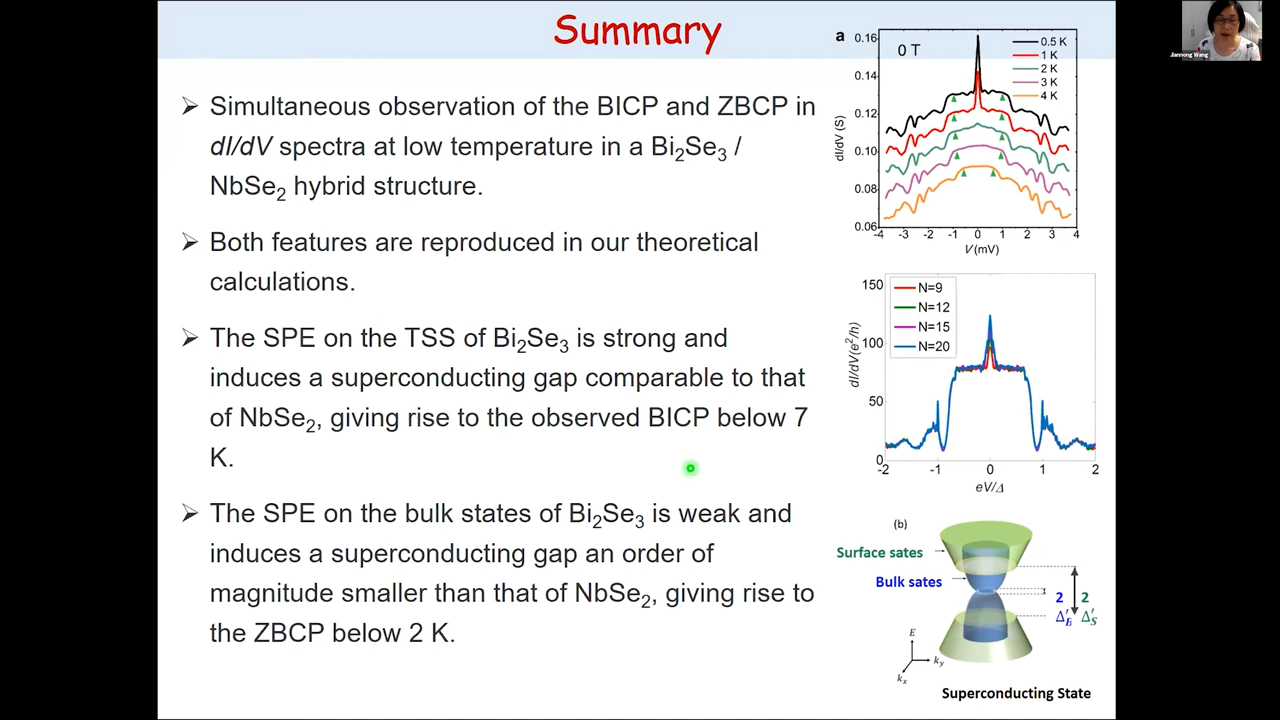 Summary
Jiannong Wang
➢ Simultaneous observation of the BICP and ZBCP in
dI/dV spectra at low temperature in a Bi2Se3 /
NbSe2 hybrid structure.
➢ Both features are reproduced in our theoretical
calculations.
➢ The SPE on the TSS of Bi2Se3 is strong and
induces a superconducting gap comparable to that
of NbSe2, giving rise to the observed BICP below 7
K.
➢ The SPE on the bulk states of Bi2Se3 is weak and
induces a superconducting gap an order of
magnitude smaller than that of NbSe2, giving rise to
the ZBCP below 2 K.
a
0 T
0.5 K
1 K
2 K
3 K
4 K
0.16
0.14
0.12
0.10
0.08
0.06
dI/dV (S)
-4 -3 -2 -1 0 1 2 3 4
V (mV)
N=9
N=12
N=15
N=20
150
100
50
0
dI/dV(e²/h)
-2 -1 0 1 2
eV/Δ
(b)
Surface sates
Bulk sates
2 2
Δ'B Δ'S
E
ky
kx
Superconducting State